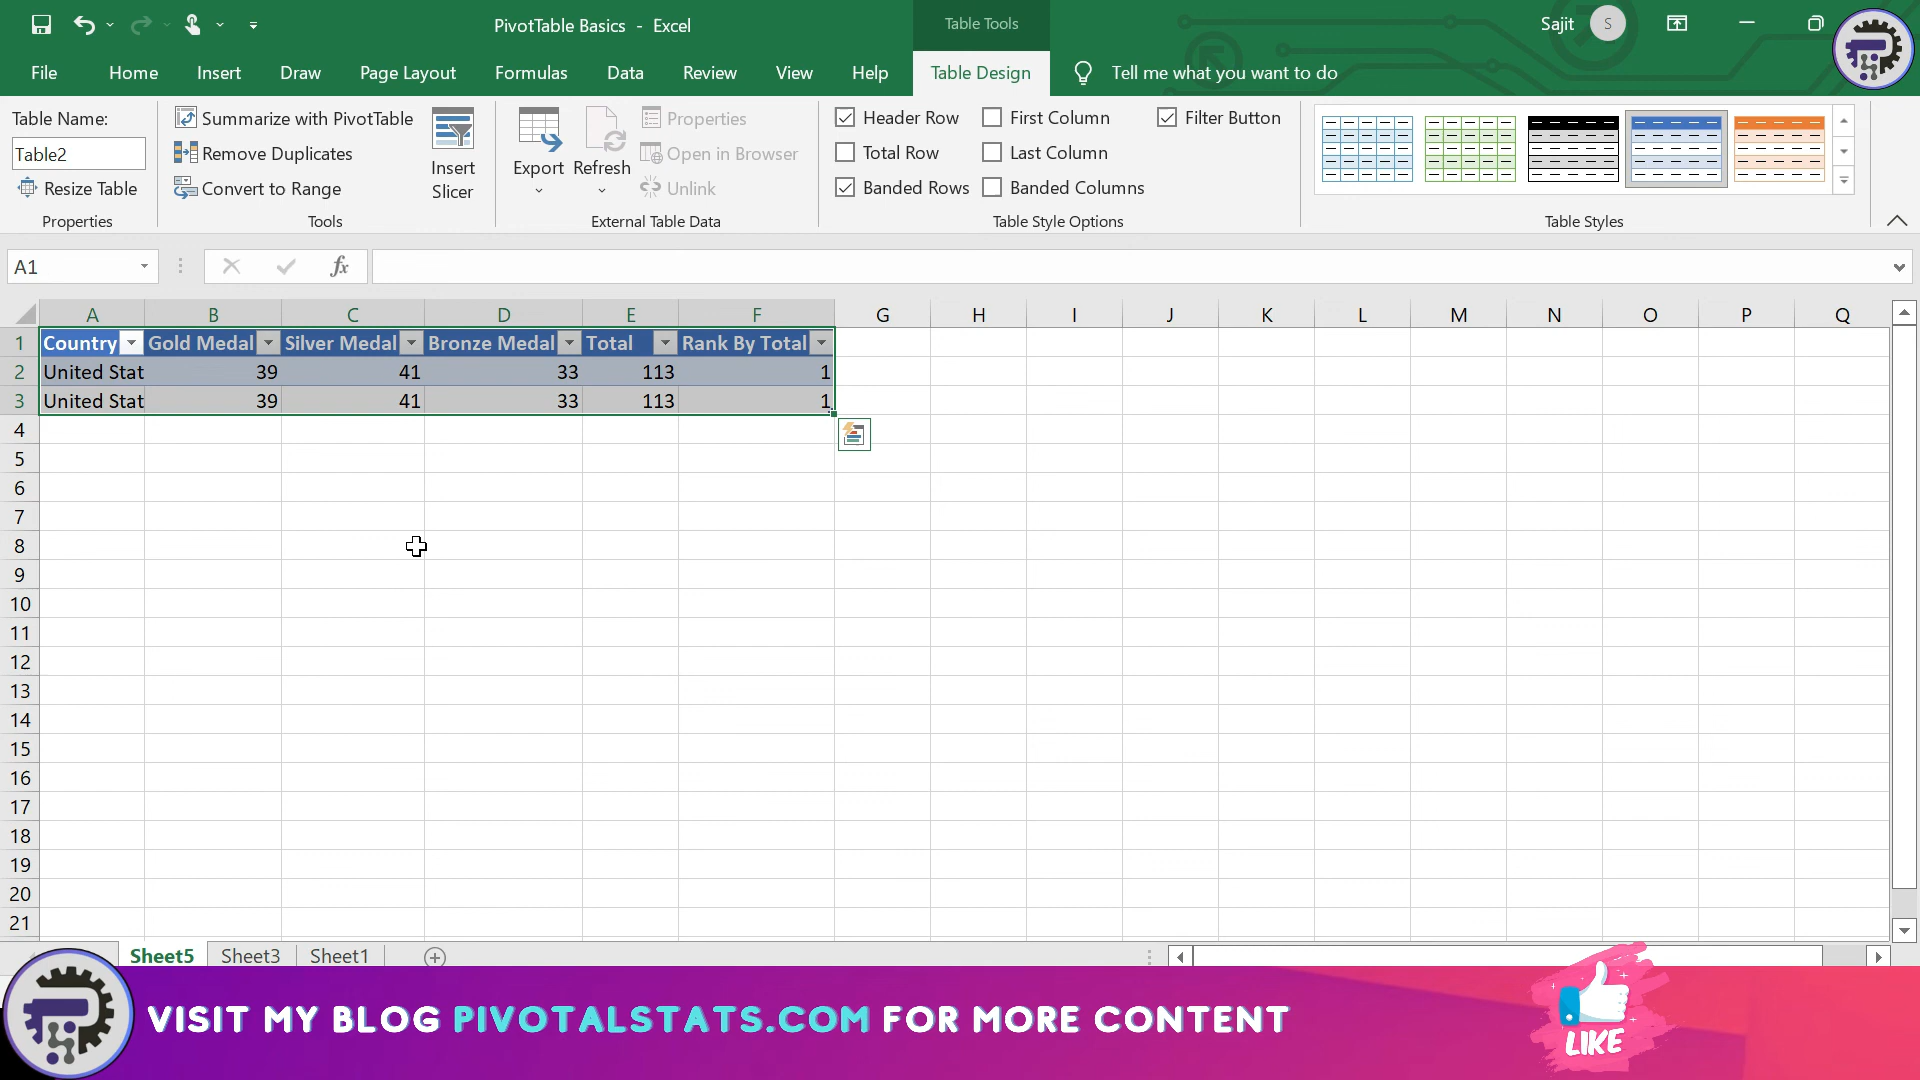 PivotTable Basics - Excel
Table Tools
Sajit
S
File
Home
Insert
Draw
Page Layout
Formulas
Data
Review
View
Help
Table Design
Tell me what you want to do
Table Name:
Table2
Resize Table
Properties
Summarize with PivotTable
Remove Duplicates
Convert to Range
Tools
Insert
Slicer
Export
Refresh
Properties
Open in Browser
Unlink
External Table Data
Header Row
Total Row
Banded Rows
First Column
Last Column
Banded Columns
Filter Button
Table Style Options
Table Styles
A1
fx
A B C D E F G H I J K L M N O P Q
1 Country Gold Medal Silver Medal Bronze Medal Total Rank By Total
2 United Stat 39 41 33 113 1
3 United Stat 39 41 33 113 1
4
5
6
7
8
9
10
11
12
13
14
15
16
17
18
19
20
21
Sheet5
Sheet3
Sheet1
VISIT MY BLOG PIVOTALSTATS.COM FOR MORE CONTENT
LIKE